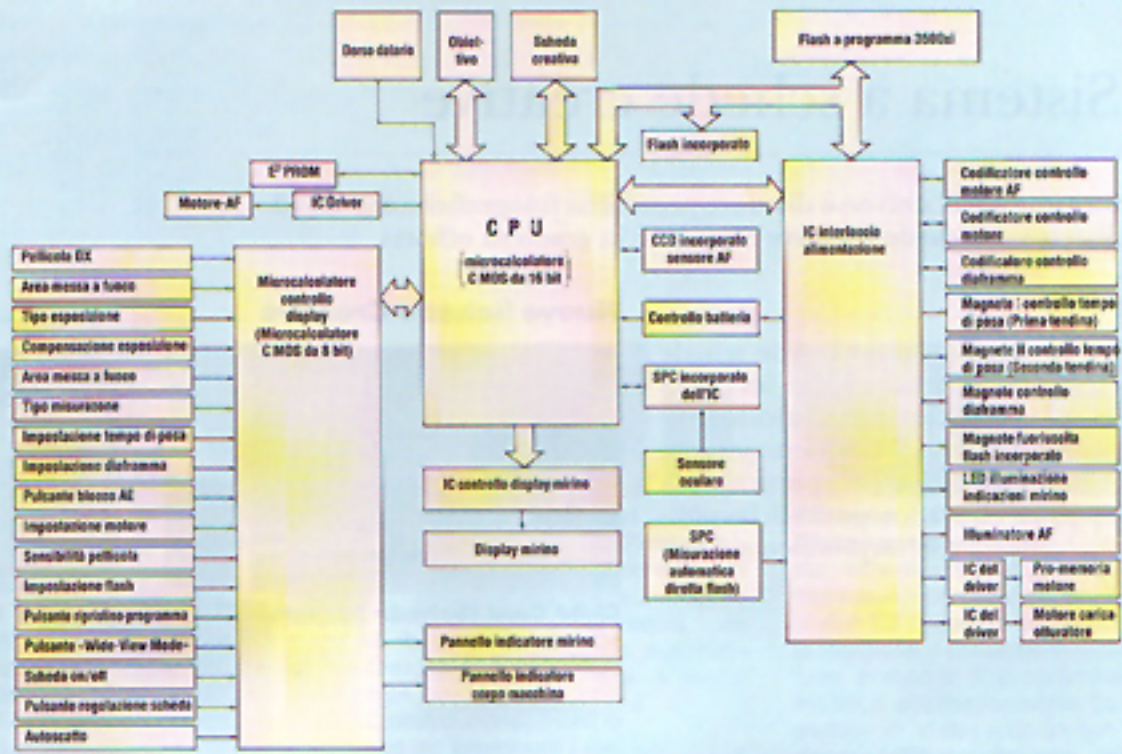 Sistema a schede creative
Dorso datario
Obiet-
tivo
Scheda
creativa
Flash a programma 3500xi
Flash incorporato
E² PROM
Motore-AF
IC Driver
CPU
(microcalcolatore
C MOS da 16 bit)
IC interfaccia
alimentazione
CCD incorporato
sensore AF
Controllo batteria
SPC incorporato
dell'IC
Sensore
oculare
SPC
(Misurazione
automatica
diretta flash)
IC controllo display mirino
Display mirino
Pannello indicatore mirino
Pannello indicatore
corpo macchina
Microcalcolatore
controllo
display
(Microcalcolatore
C MOS da 8 bit)
Pellicola DX
Area messa a fuoco
Tipo esposizione
Compensazione esposizione
Area messa a fuoco
Tipo misurazione
Impostazione tempo di posa
Impostazione diaframma
Pulsante blocco AE
Impostazione motore
Sensibilità pellicola
Impostazione flash
Pulsante ripristino programma
Pulsante «Wide-View Mode»
Scheda on/off
Pulsante regolazione scheda
Autoscatto
Codificatore controllo
motore AF
Codificatore controllo
motore
Codificatore controllo
diaframma
Magnete I controllo tempo
di posa (Prima tendina)
Magnete II controllo tempo
di posa (Seconda tendina)
Magnete controllo
diaframma
Magnete fuoriuscita
flash incorporato
LED illuminazione
indicazioni mirino
Illuminatore AF
IC del
driver
Pro-memoria
motore
IC del
driver
Motore carica
otturatore